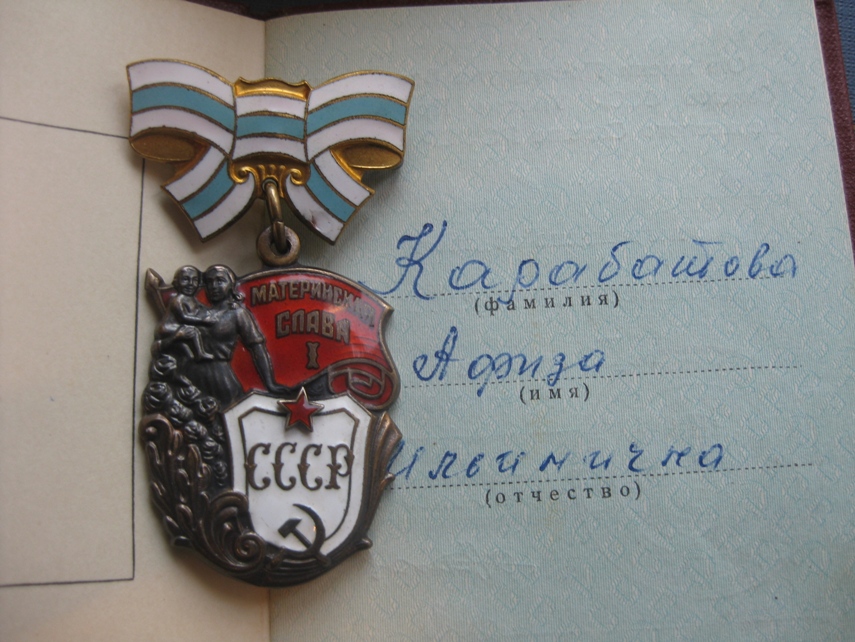 МАТЕРИНСКАЯ
СЛАВА
I
СССР
Карабатова
(фамилия)
Афиза
(имя)
Ильинична
(отчество)